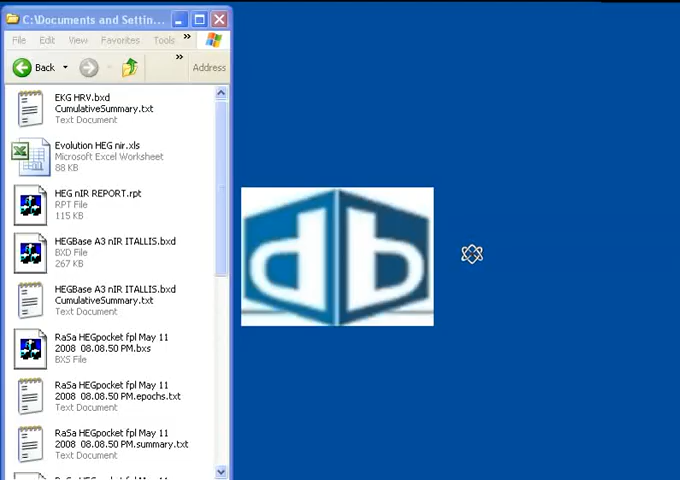 C:\Documents and Settin...
File Edit View Favorites Tools »
Back » Address
EKG HRV.bxd
CumulativeSummary.txt
Text Document
Evolution HEG nir.xls
Microsoft Excel Worksheet
88 KB
HEG nIR REPORT.rpt
RPT File
115 KB
HEGBase A3 nIR ITALLIS.bxd
BXD File
267 KB
HEGBase A3 nIR ITALLIS.bxd
CumulativeSummary.txt
Text Document
RaSa HEGpocket fpl May 11
2008 08.08.50 PM.bxs
BXS File
RaSa HEGpocket fpl May 11
2008 08.08.50 PM.epochs.txt
Text Document
RaSa HEGpocket fpl May 11
2008 08.08.50 PM.summary.txt
Text Document
db